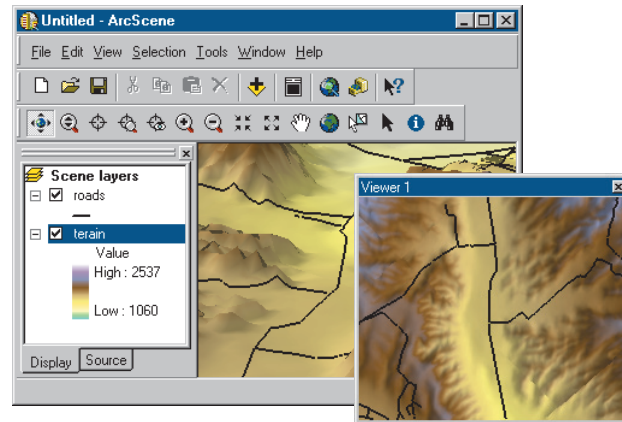 Untitled - ArcScene
File Edit View Selection Tools Window Help
Scene layers
roads
terain
Value
High : 2537
Low : 1060
Display Source
Viewer 1